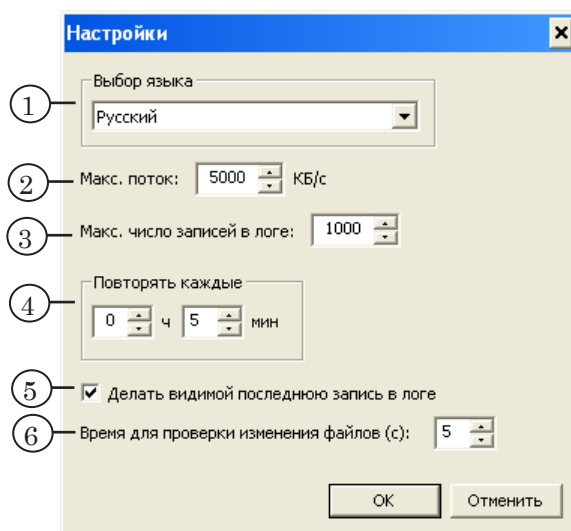 Настройки
Выбор языка
1
Русский
2 Макс. поток: 5000 КБ/с
3 Макс. число записей в логе: 1000
Повторять каждые
4
0 ч 5 мин
5 Делать видимой последнюю запись в логе
6 Время для проверки изменения файлов (с): 5
OK Отменить